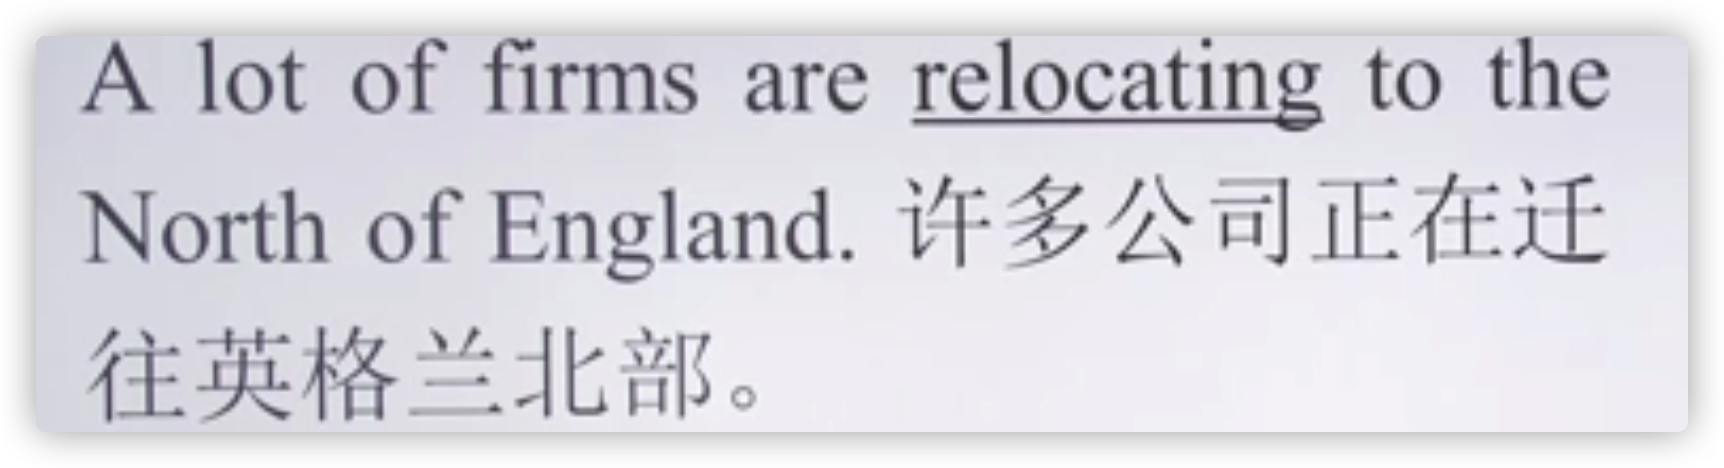 A lot of firms are relocating to the
North of England. 许多公司正在迁
往英格兰北部。